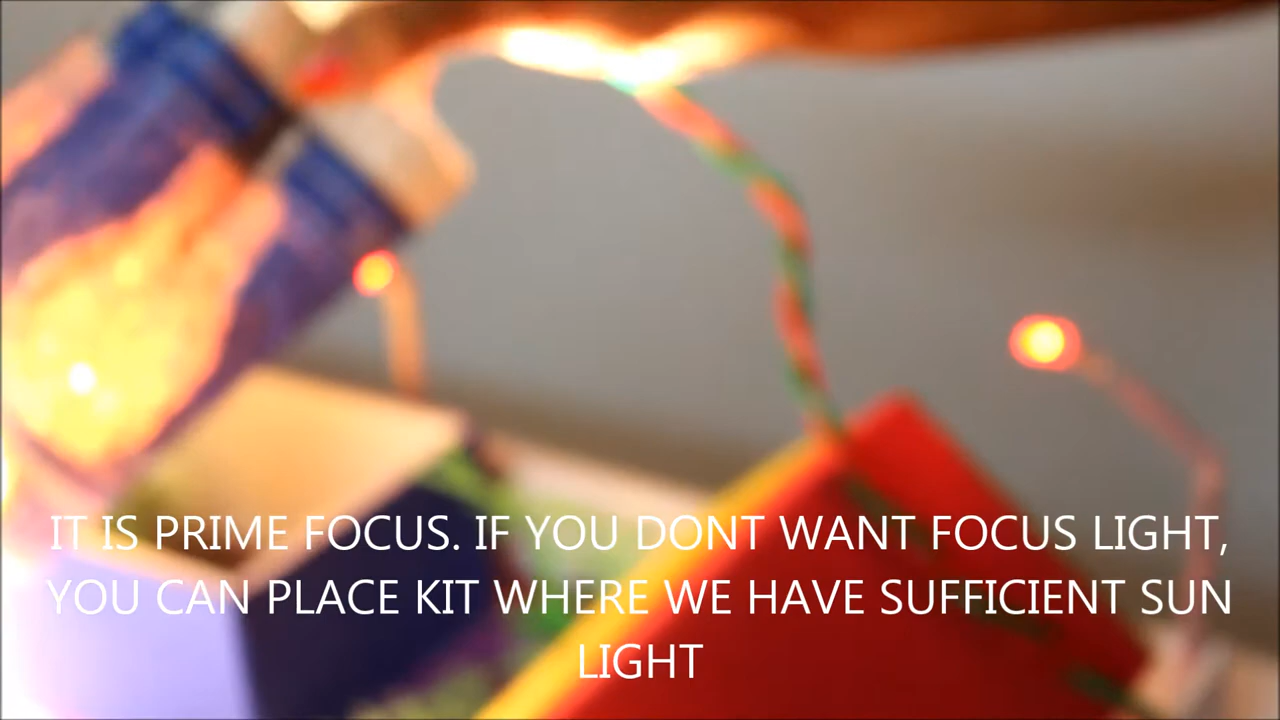 IT IS PRIME FOCUS. IF YOU DONT WANT FOCUS LIGHT,
YOU CAN PLACE KIT WHERE WE HAVE SUFFICIENT SUN
LIGHT